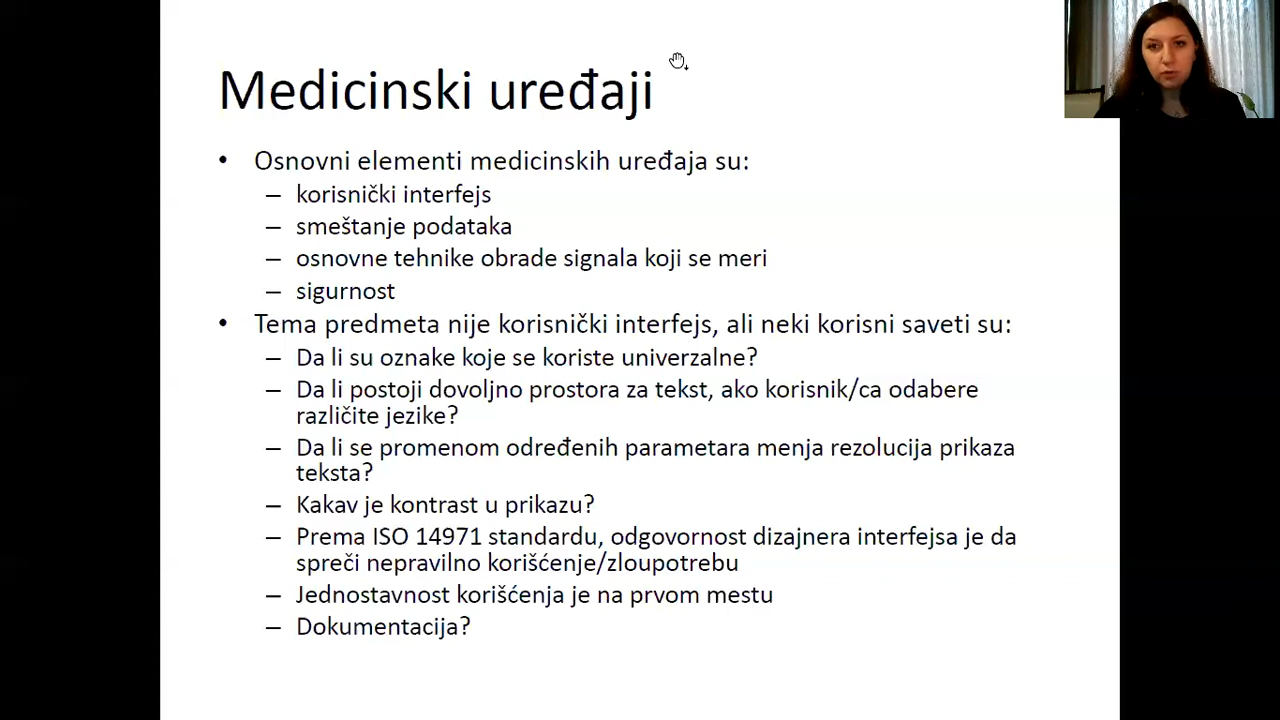 Medicinski uređaji
• Osnovni elementi medicinskih uređaja su:
– korisnički interfejs
– smeštanje podataka
– osnovne tehnike obrade signala koji se meri
– sigurnost
• Tema predmeta nije korisnički interfejs, ali neki korisni saveti su:
– Da li su oznake koje se koriste univerzalne?
– Da li postoji dovoljno prostora za tekst, ako korisnik/ca odabere
različite jezike?
– Da li se promenom određenih parametara menja rezolucija prikaza
teksta?
– Kakav je kontrast u prikazu?
– Prema ISO 14971 standardu, odgovornost dizajnera interfejsa je da
spreči nepravilno korišćenje/zloupotrebu
– Jednostavnost korišćenja je na prvom mestu
– Dokumentacija?